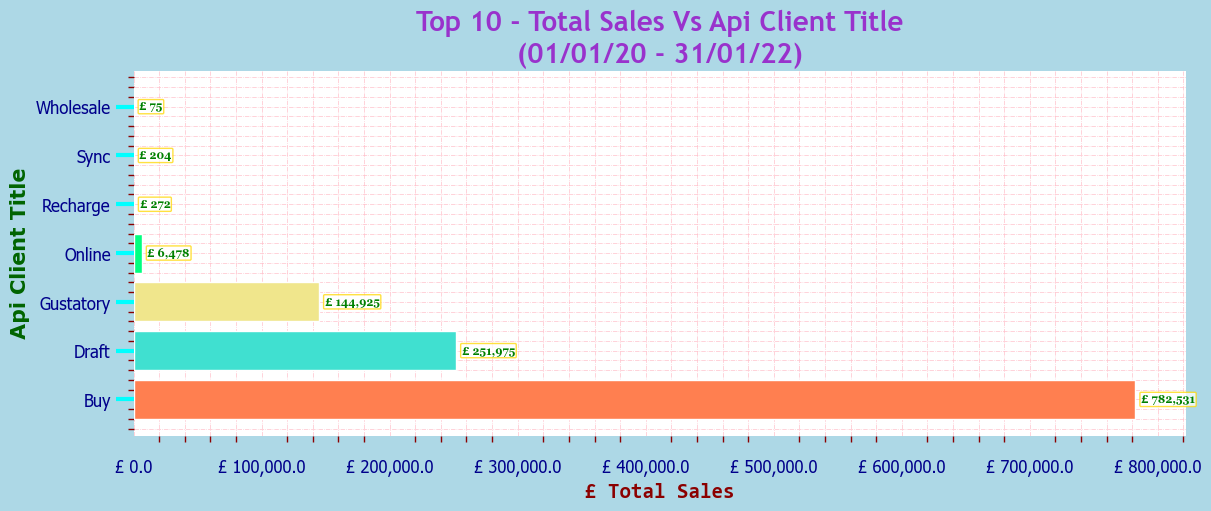 Top 10 - Total Sales Vs Api Client Title
(01/01/20 - 31/01/22)
Api Client Title
Wholesale £ 75
Sync £ 204
Recharge £ 272
Online £ 6,478
Gustatory £ 144,925
Draft £ 251,975
Buy £ 782,531
£ 0.0 £ 100,000.0 £ 200,000.0 £ 300,000.0 £ 400,000.0 £ 500,000.0 £ 600,000.0 £ 700,000.0 £ 800,000.0
£ Total Sales